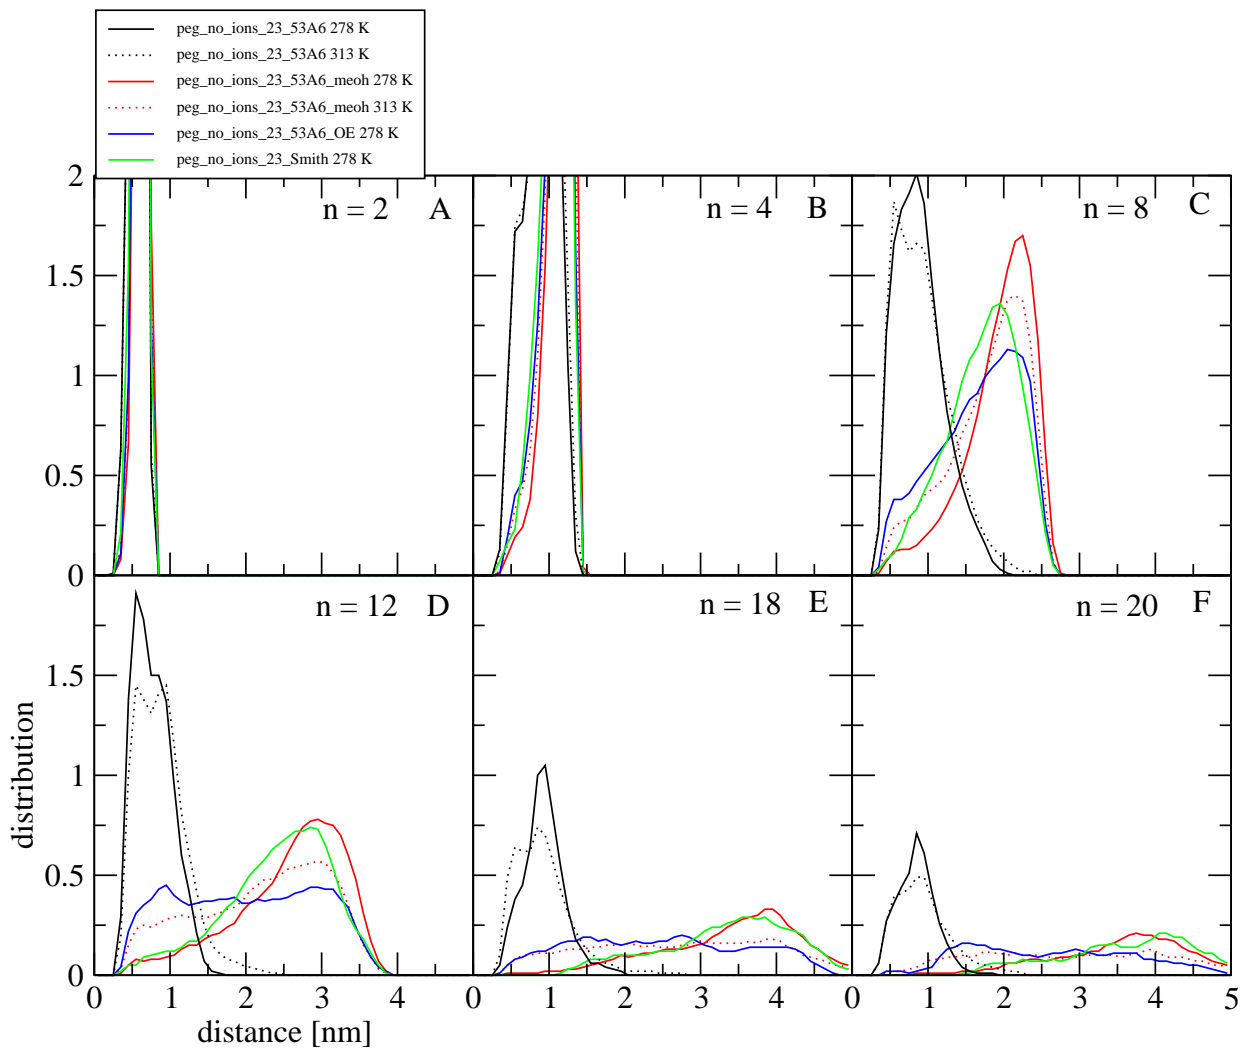 peg_no_ions_23_53A6 278 K
peg_no_ions_23_53A6 313 K
peg_no_ions_23_53A6_meoh 278 K
peg_no_ions_23_53A6_meoh 313 K
peg_no_ions_23_53A6_OE 278 K
peg_no_ions_23_Smith 278 K
2
1.5
1
0.5
0
n = 2 A
n = 4 B
n = 8 C
n = 12 D
n = 18 E
n = 20 F
1.5
1
0.5
0
distribution
0 1 2 3 4
0 1 2 3 4
0 1 2 3 4 5
distance [nm]